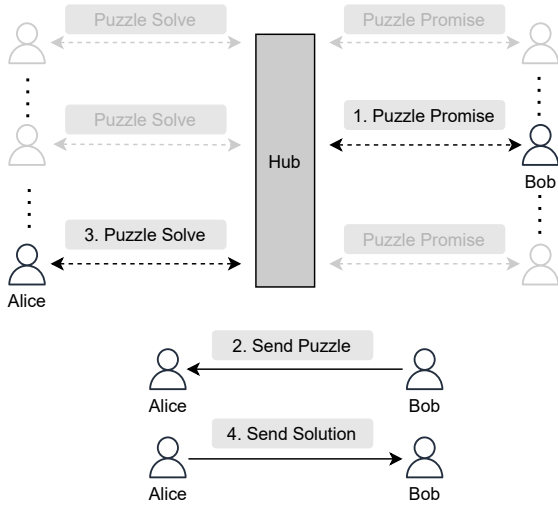 Puzzle Solve
Puzzle Promise
Puzzle Solve
1. Puzzle Promise
Hub
Bob
3. Puzzle Solve
Puzzle Promise
Alice
2. Send Puzzle
Alice
Bob
4. Send Solution
Alice
Bob